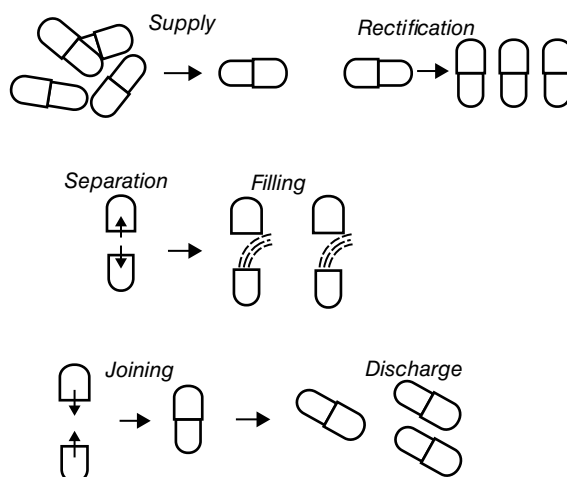 Supply
Rectification
Separation
Filling
Joining
Discharge